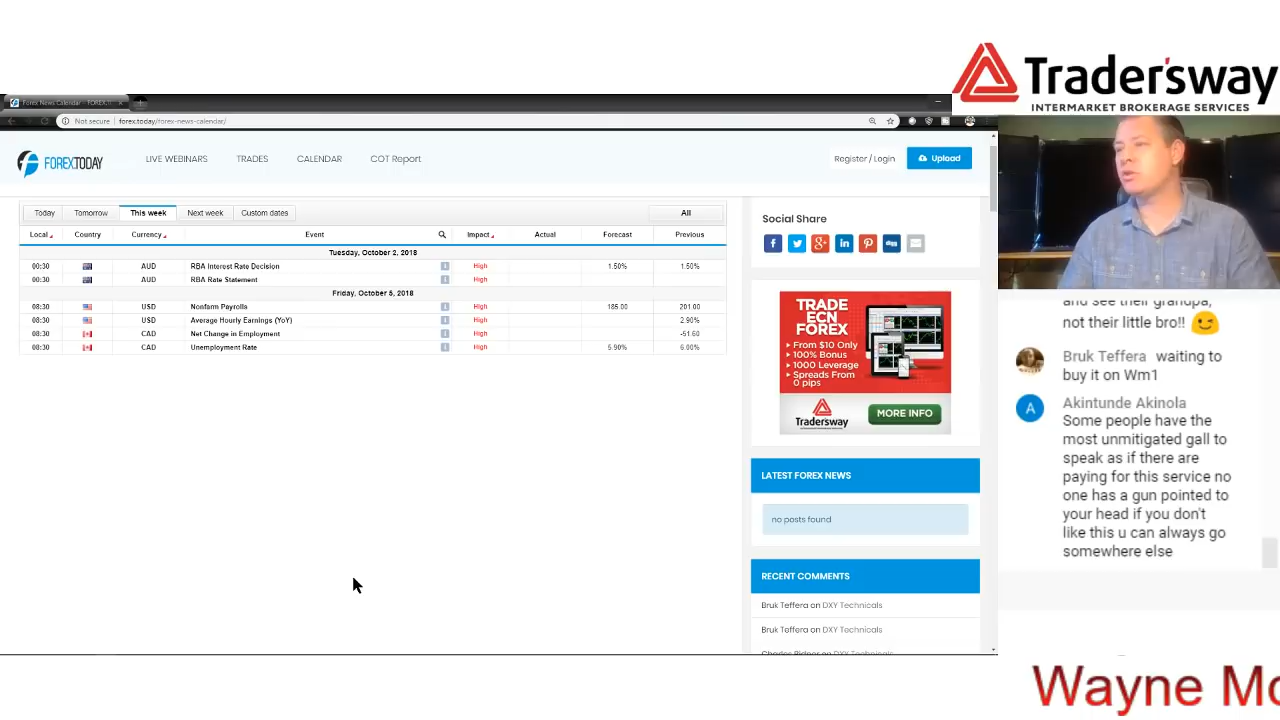 Trader'sway
INTERMARKET BROKERAGE SERVICES
Forex News Calendar - FOREX.T
Not secure forex.today/forex-news-calendar/
FOREXTODAY
LIVE WEBINARS TRADES CALENDAR COT Report
Register / Login Upload
Today Tomorrow This week Next week Custom dates All
Local Country Currency Event Impact Actual Forecast Previous
Tuesday, October 2, 2018
00:30 AUD RBA Interest Rate Decision High 1.50% 1.50%
00:30 AUD RBA Rate Statement High
Friday, October 5, 2018
08:30 USD Nonfarm Payrolls High 185.00 201.00
08:30 USD Average Hourly Earnings (YoY) High 2.90%
08:30 CAD Net Change in Employment High -51.60
08:30 CAD Unemployment Rate High 5.90% 6.00%
Social Share
TRADE
ECN
FOREX
From $10 Only
100% Bonus
1000 Leverage
Spreads From
0 pips
Tradersway
MORE INFO
LATEST FOREX NEWS
no posts found
RECENT COMMENTS
Bruk Teffera on DXY Technicals
Bruk Teffera on DXY Technicals
and see their grandpa,
not their little bro!!
Bruk Teffera waiting to
buy it on Wm1
A
Akintunde Akinola
Some people have the
most unmitigated gall to
speak as if there are
paying for this service no
one has a gun pointed to
your head if you don't
like this u can always go
somewhere else
Wayne Mc